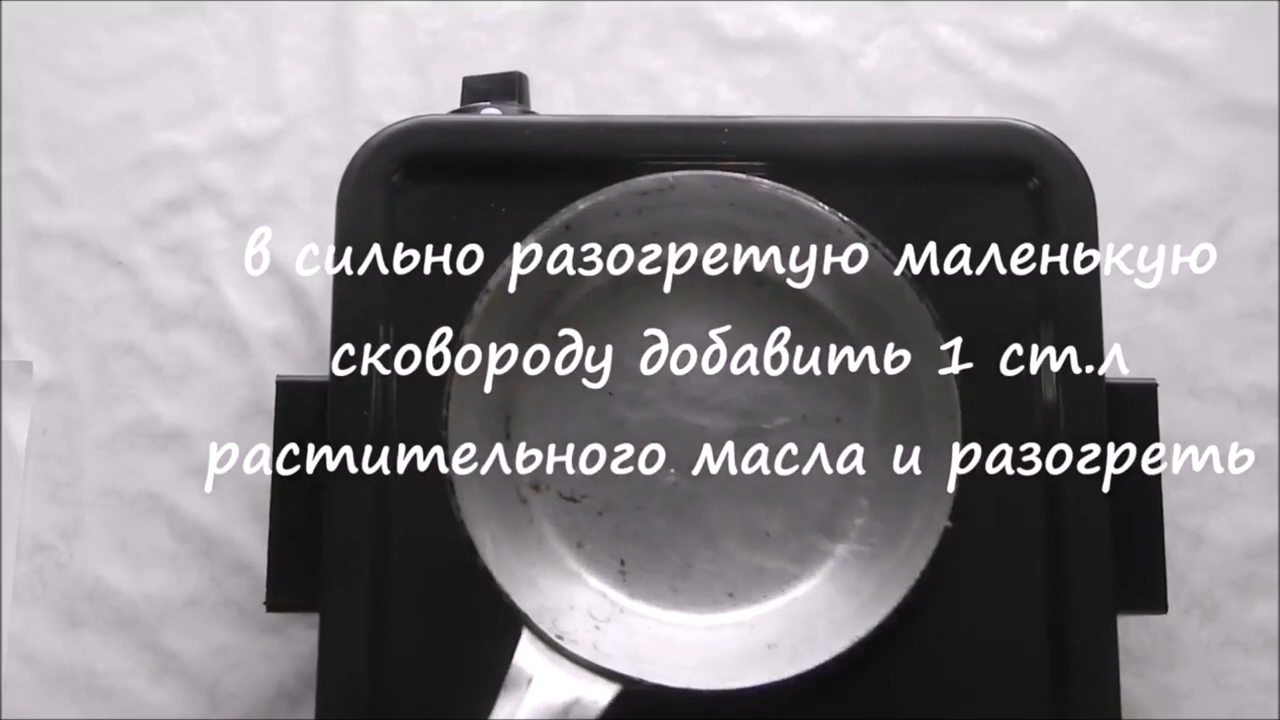 в сильно разогретую маленькую
сковороду добавить 1 ст.л
растительного масла и разогреть